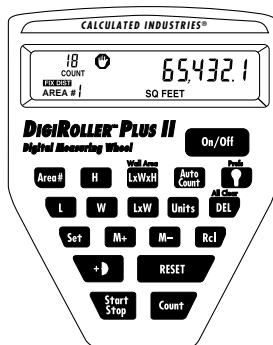 CALCULATED INDUSTRIES®
18 65,432.1
COUNT
FIX DIST
AREA #1 SQ FEET
DIGIROLLER™ PLUS II
Digital Measuring Wheel
On/Off
Wall Area Prefs
Area# H LxWxH Auto Count
All Clear
L W LxW Units DEL
Set M+ M− Rcl
+ RESET
Start Stop Count